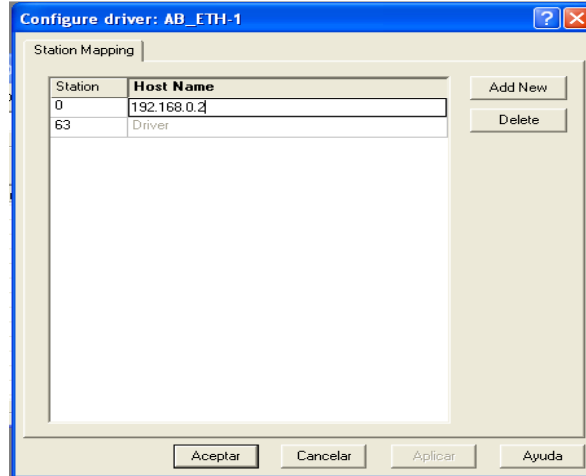 Configure driver: AB_ETH-1
Station Mapping
Station Host Name
0 192.168.0.2
63 Driver
Add New
Delete
Aceptar Cancelar Aplicar Ayuda